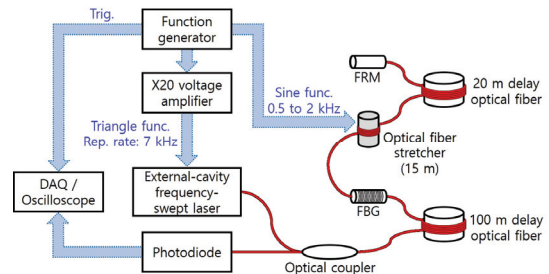 Trig.
Function
generator
X20 voltage
amplifier
Sine func.
0.5 to 2 kHz
FRM
20 m delay
optical fiber
Triangle func.
Rep. rate: 7 kHz
Optical fiber
stretcher
(15 m)
DAQ /
Oscilloscope
External-cavity
frequency-
swept laser
FBG
100 m delay
optical fiber
Photodiode
Optical coupler